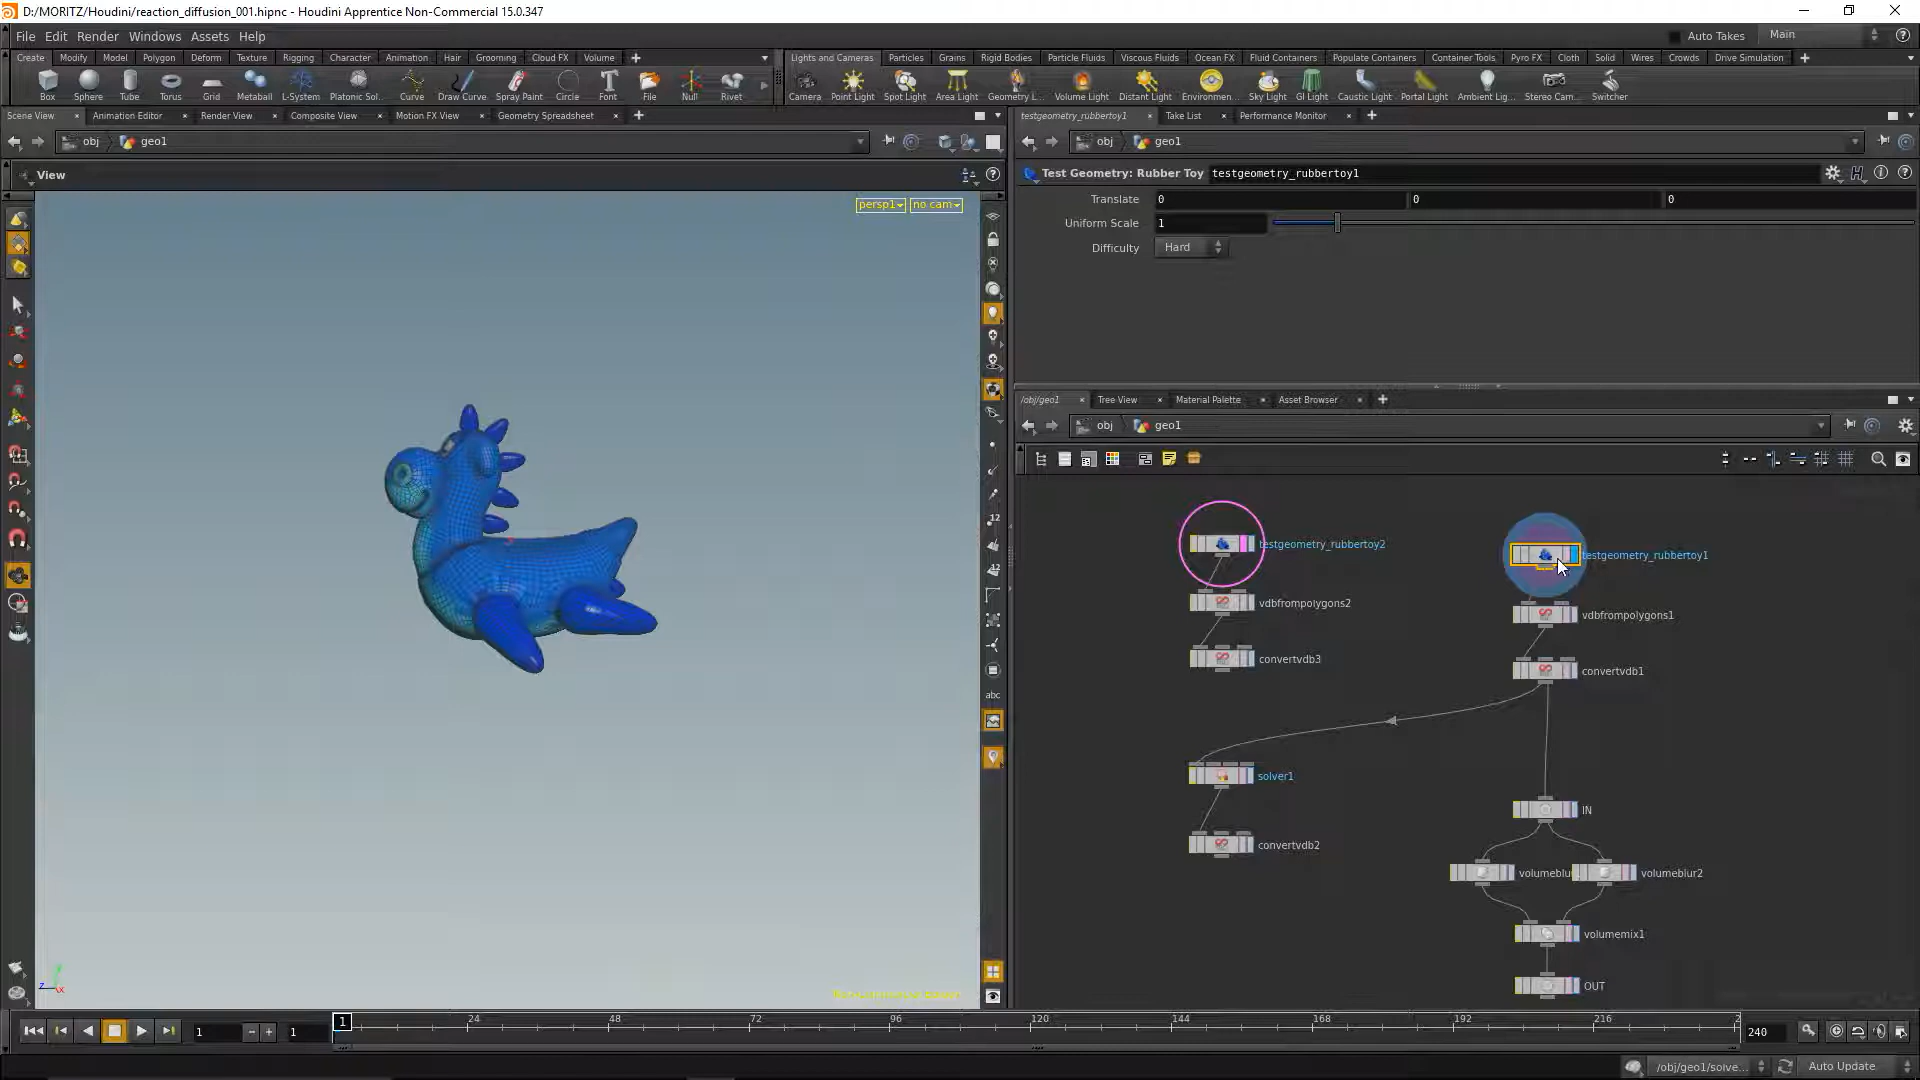 D:/MORITZ/Houdini/reaction_diffusion_001.hipnc - Houdini Apprentice Non-Commercial 15.0.347
File Edit Render Windows Assets Help
Auto Takes Main
Create Modify Model Polygon Deform Texture Rigging Character Animation Hair Grooming Cloud FX Volume
Lights and Cameras Particles Grains Rigid Bodies Particle Fluids Viscous Fluids Ocean FX Fluid Containers Populate Containers Container Tools Pyro FX Cloth Solid Wires Crowds Drive Simulation
Box Sphere Tube Torus Grid Metaball L-System Platonic Sol... Curve Draw Curve Spray Paint Circle Font File Null Rivet
Camera Point Light Spot Light Area Light Geometry L... Volume Light Distant Light Environmen... Sky Light GI Light Caustic Light Portal Light Ambient Lig... Stereo Cam... Switcher
Scene View Animation Editor Render View Composite View Motion FX View Geometry Spreadsheet
testgeometry_rubbertoy1 Take List Performance Monitor
obj geo1
obj geo1
View
Test Geometry: Rubber Toy testgeometry_rubbertoy1
Translate 0 0 0
persp1 no cam
Uniform Scale 1
Difficulty Hard
/obj/geo1 Tree View Material Palette Asset Browser
obj geo1
12
12
abc
testgeometry_rubbertoy2
testgeometry_rubbertoy1
vdbfrompolygons2
vdbfrompolygons1
convertvdb3
convertvdb1
solver1
IN
convertvdb2
volumeblu
volumeblur2
volumemix1
OUT
z x
1 1 1 24 48 72 96 120 144 168 192 216 2 240
/obj/geo1/solve... Auto Update